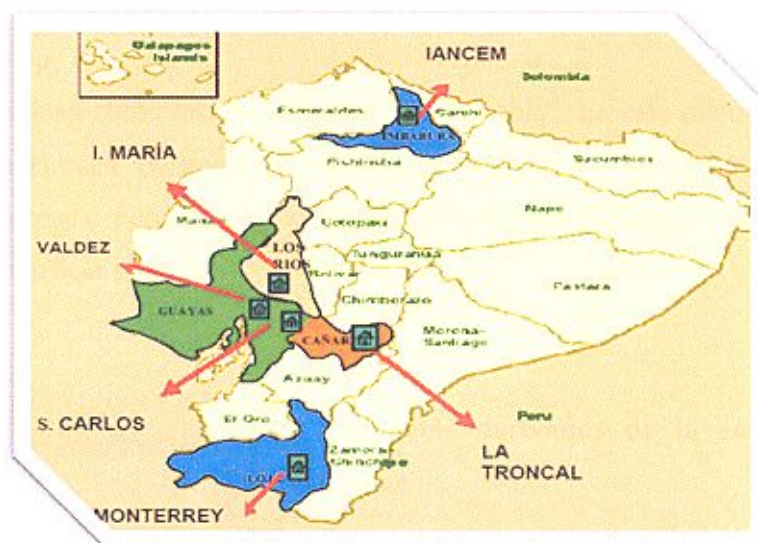 Galapagos
Islands
IANCEM
Colombia
Esmeraldas
Carchi
IMBABURA
I. MARÍA
Pichincha
Sucumbios
Napo
Cotopaxi
VALDEZ
LOS
RIOS
Tungurahua
Bolivar
Pastaza
Chimborazo
GUAYAS
CAÑAR
Morona-
Santiago
Azuay
S. CARLOS
El Oro
Peru
Zamora-
Chinchipe
LA
TRONCAL
LOJA
MONTERREY